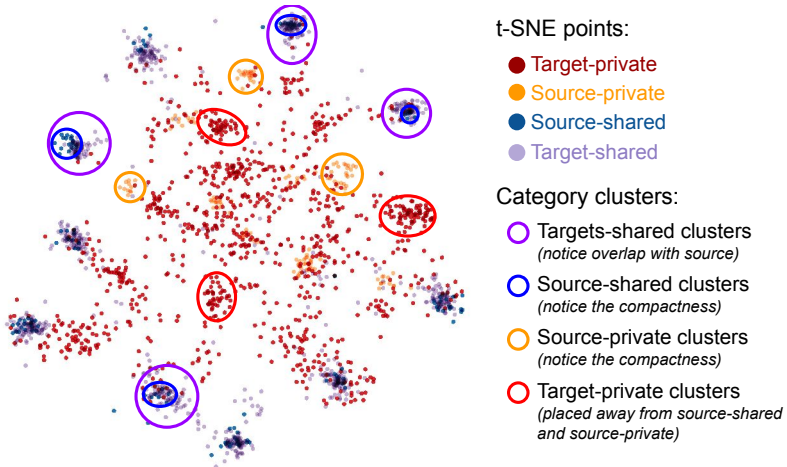 t-SNE points:
Target-private
Source-private
Source-shared
Target-shared
Category clusters:
Targets-shared clusters
(notice overlap with source)
Source-shared clusters
(notice the compactness)
Source-private clusters
(notice the compactness)
Target-private clusters
(placed away from source-shared
and source-private)